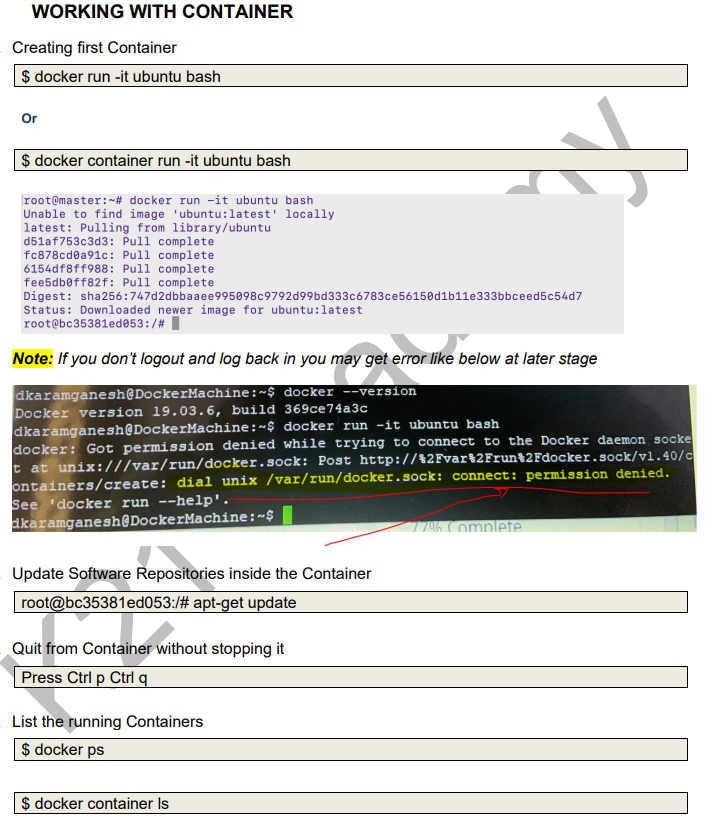 WORKING WITH CONTAINER
Creating first Container
$ docker run -it ubuntu bash
Or
$ docker container run -it ubuntu bash
root@master:~# docker run -it ubuntu bash
Unable to find image 'ubuntu:latest' locally
latest: Pulling from library/ubuntu
d51af753c3d3: Pull complete
fc878cd0a91c: Pull complete
6154df8ff988: Pull complete
fee5db0ff82f: Pull complete
Digest: sha256:747d2dbbaaee995098c9792d99bd333c6783ce56150d1b11e333bbceed5c54d7
Status: Downloaded newer image for ubuntu:latest
root@bc35381ed053:/#
Note: If you don't logout and log back in you may get error like below at later stage
dkaramganesh@DockerMachine:~$ docker --version
Docker version 19.03.6, build 369ce74a3c
dkaramganesh@DockerMachine:~$ docker run -it ubuntu bash
docker: Got permission denied while trying to connect to the Docker daemon socke
t at unix:///var/run/docker.sock: Post http://%2Fvar%2Frun%2Fdocker.sock/v1.40/c
ontainers/create: dial unix /var/run/docker.sock: connect: permission denied.
See 'docker run --help'.
dkaramganesh@DockerMachine:~$
77% Complete
Update Software Repositories inside the Container
root@bc35381ed053:/# apt-get update
Quit from Container without stopping it
Press Ctrl p Ctrl q
List the running Containers
$ docker ps
$ docker container ls